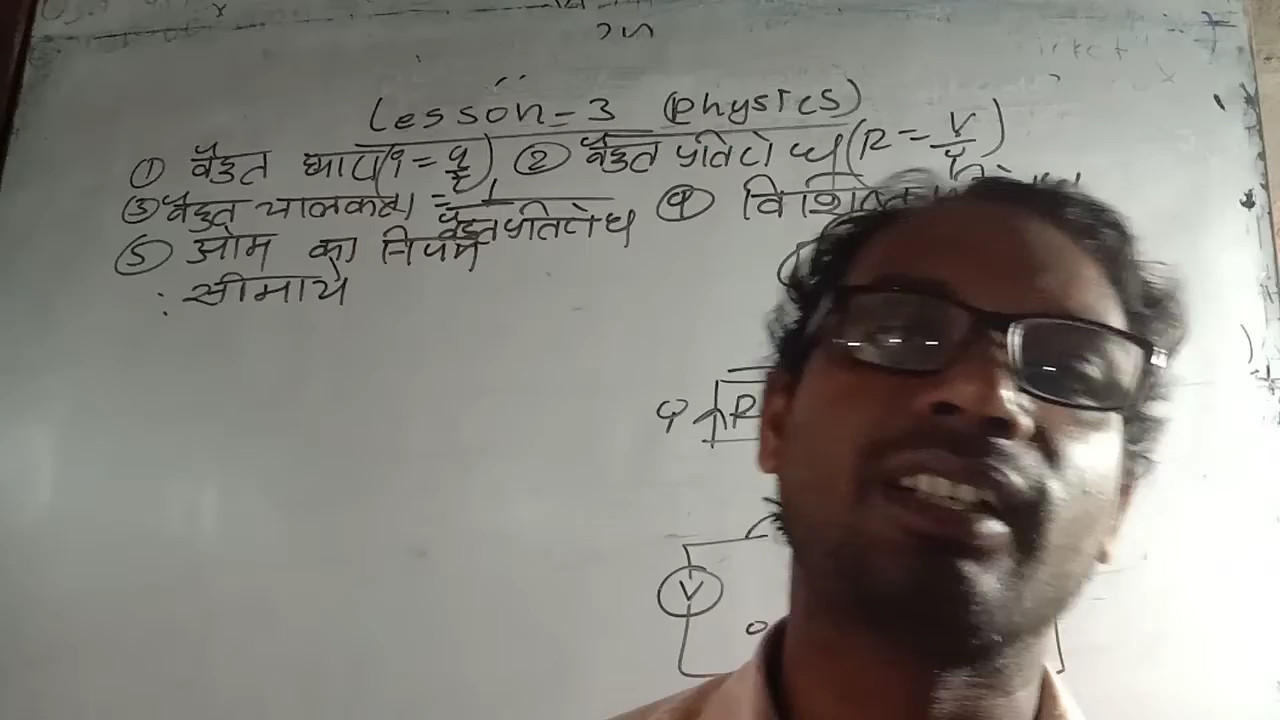 Lesson-3 (Physics)
① वैद्युत धारा(i=q/t) ② वैद्युत प्रतिरोध(R=V/i)
③ वैद्युत चालकता = 1/वैद्युत प्रतिरोध ④ विशिष्ट
⑤ ओम का नियम
: सीमायें
R
V